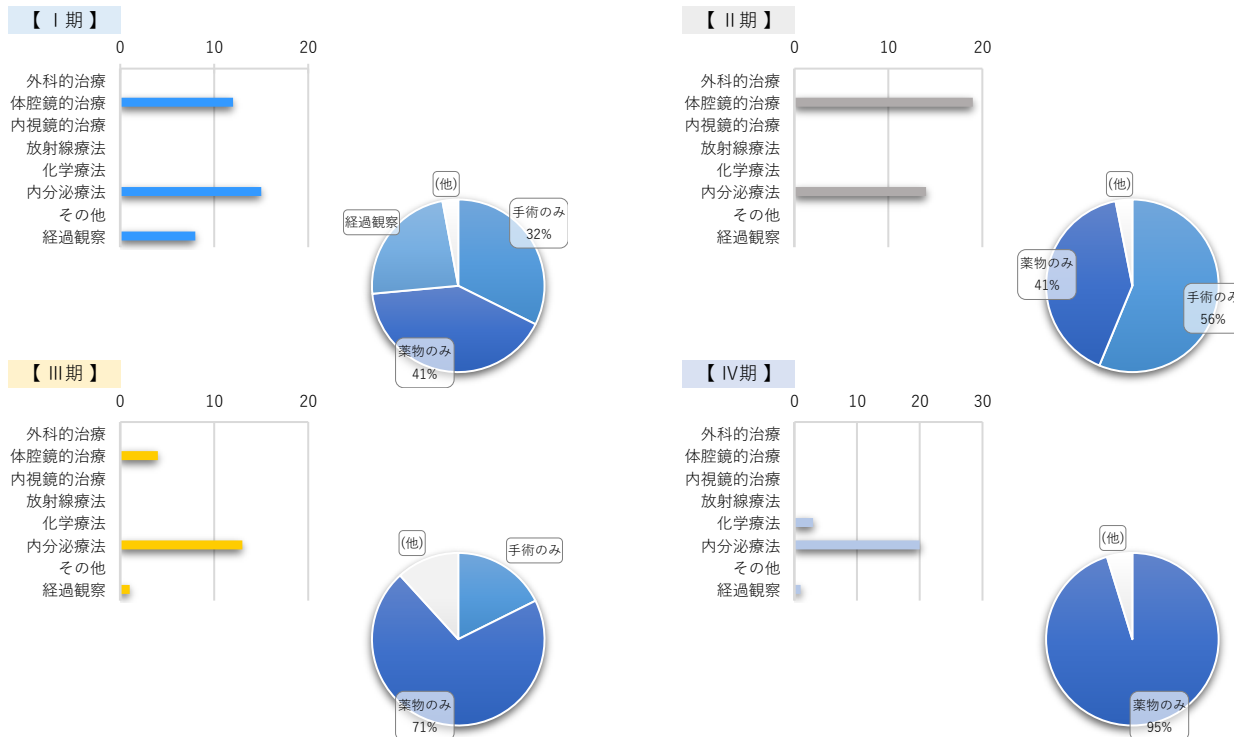 【 Ⅰ期 】
0 10 20
外科的治療
体腔鏡的治療
内視鏡的治療
放射線療法
化学療法
内分泌療法
その他
経過観察
(他)
手術のみ
32%
経過観察
薬物のみ
41%
【 Ⅱ期 】
0 10 20
外科的治療
体腔鏡的治療
内視鏡的治療
放射線療法
化学療法
内分泌療法
その他
経過観察
(他)
薬物のみ
41%
手術のみ
56%
【 Ⅲ期 】
0 10 20
外科的治療
体腔鏡的治療
内視鏡的治療
放射線療法
化学療法
内分泌療法
その他
経過観察
(他)
手術のみ
薬物のみ
71%
【 Ⅳ期 】
0 10 20 30
外科的治療
体腔鏡的治療
内視鏡的治療
放射線療法
化学療法
内分泌療法
その他
経過観察
(他)
薬物のみ
95%